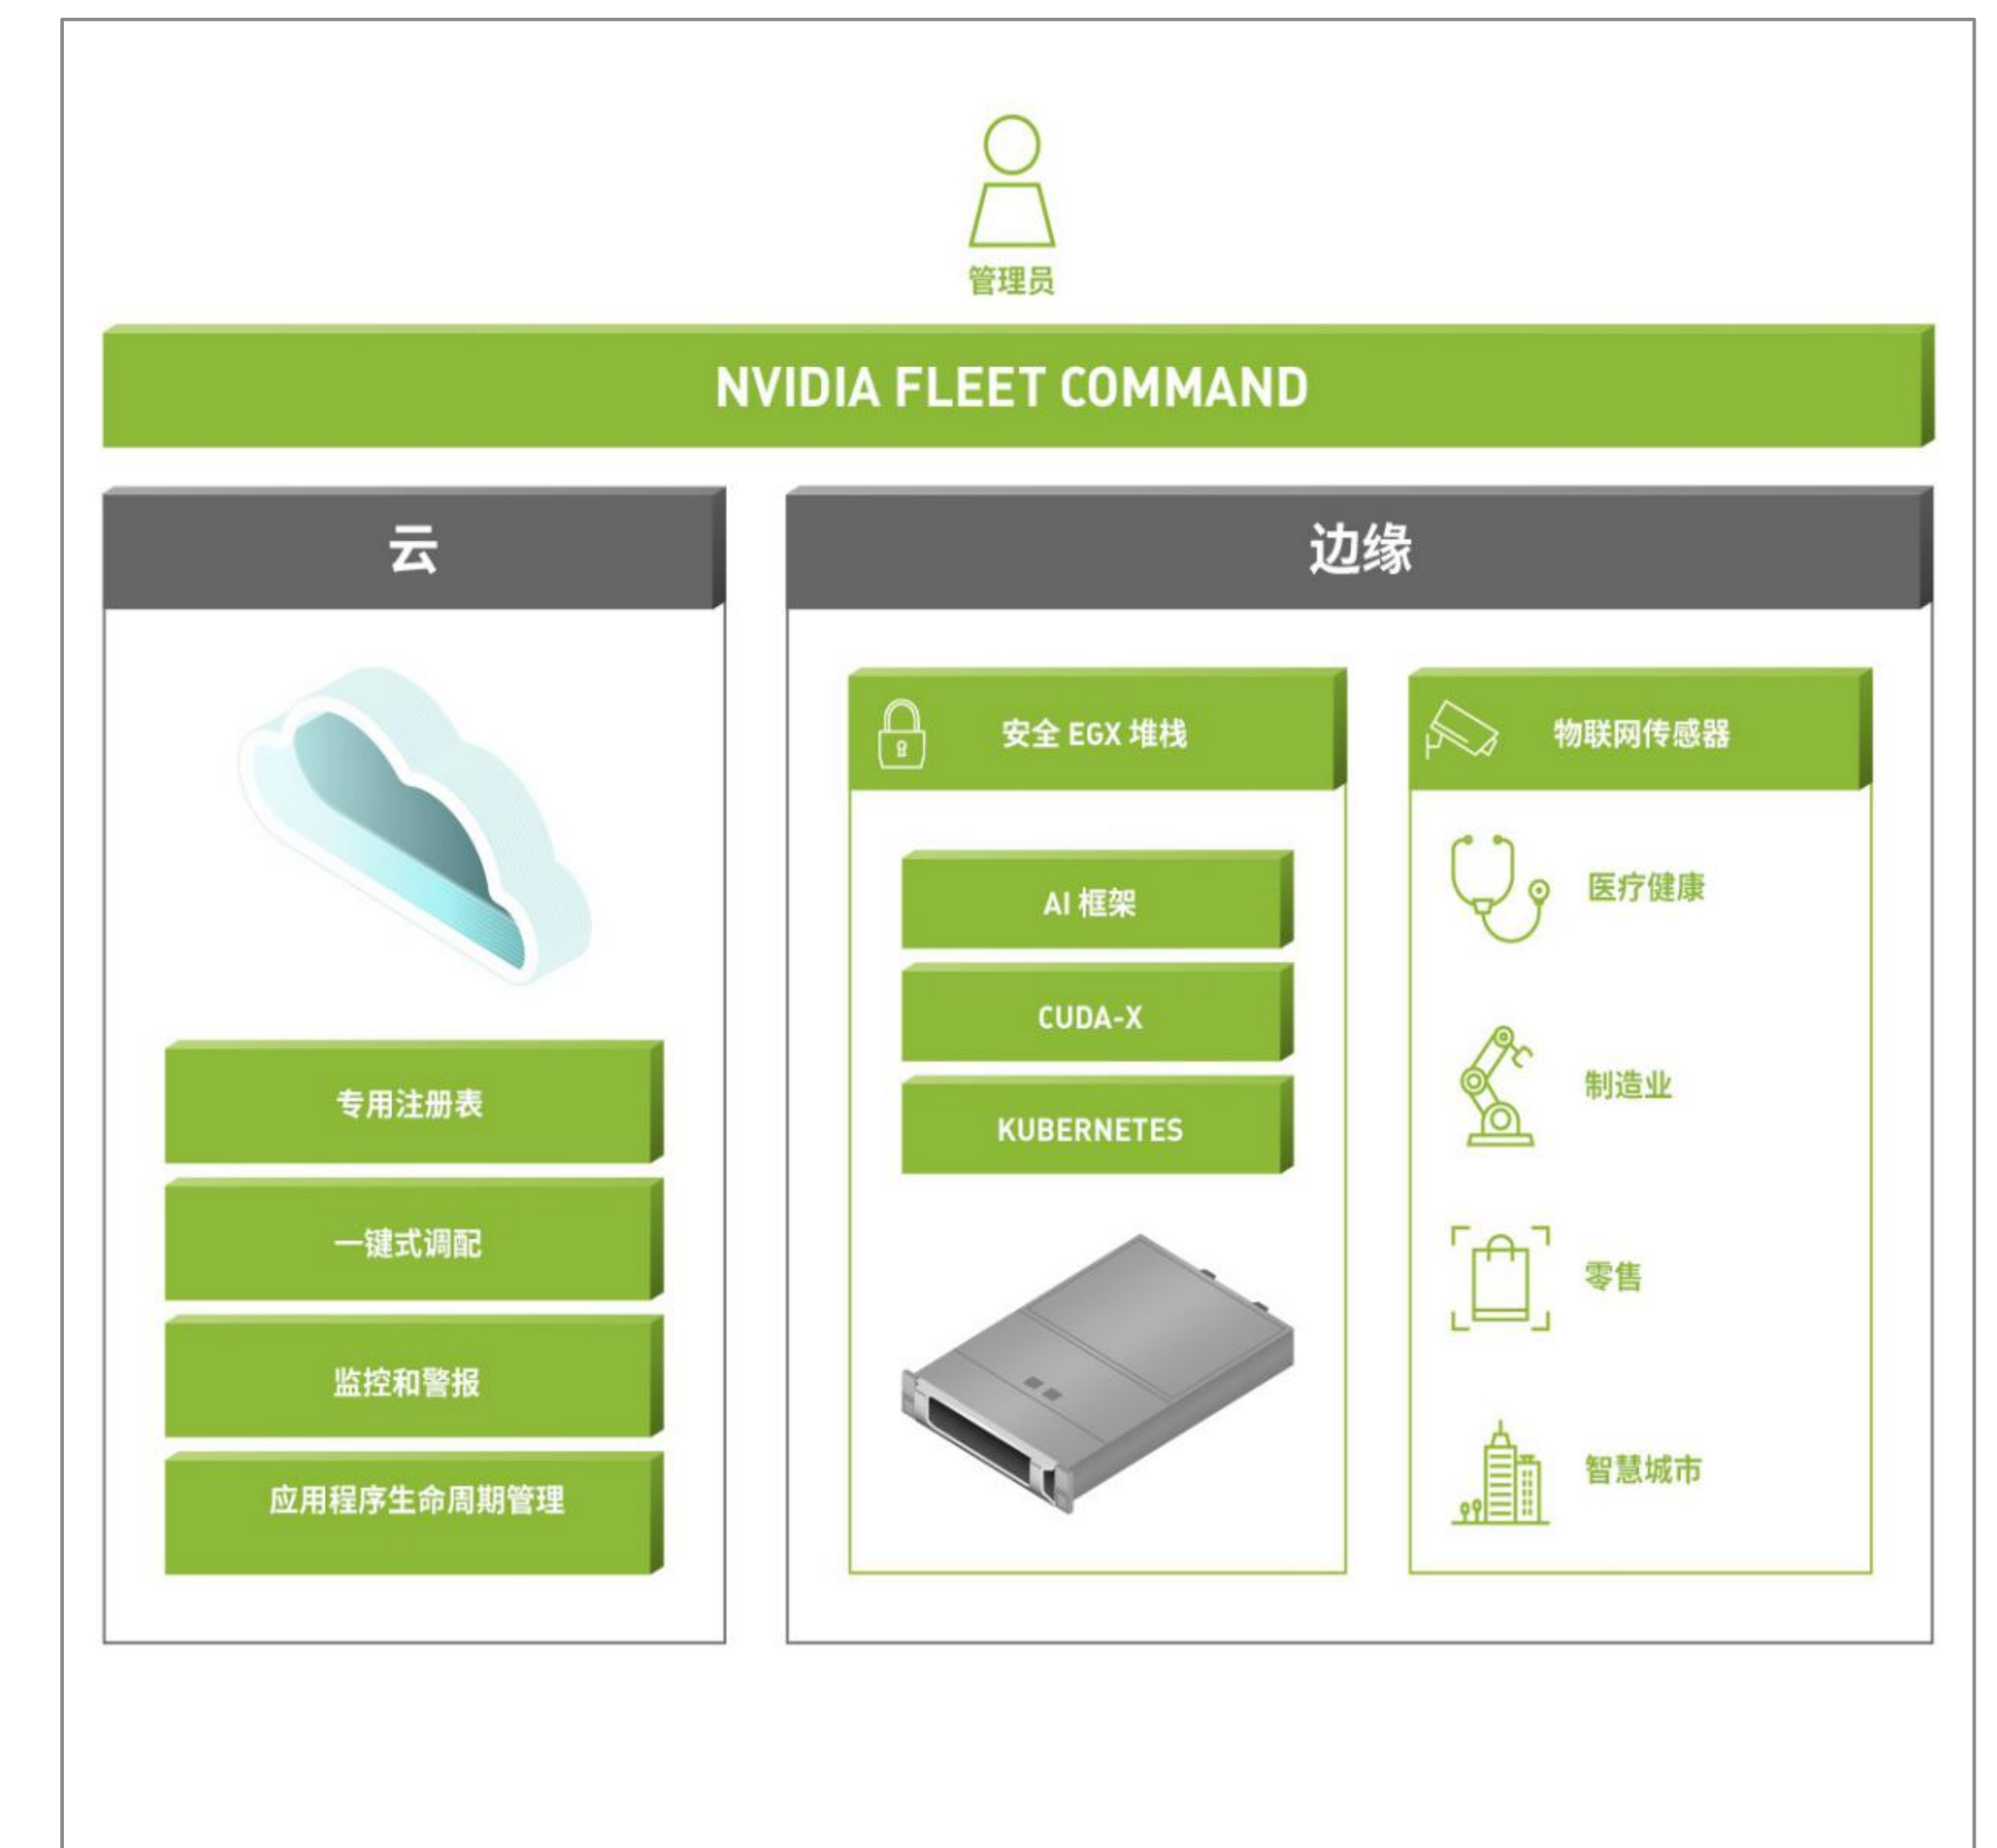 管理员
NVIDIA FLEET COMMAND
云
专用注册表
一键式调配
监控和警报
应用程序生命周期管理
边缘
安全 EGX 堆栈
AI 框架
CUDA-X
KUBERNETES
物联网传感器
医疗健康
制造业
零售
智慧城市